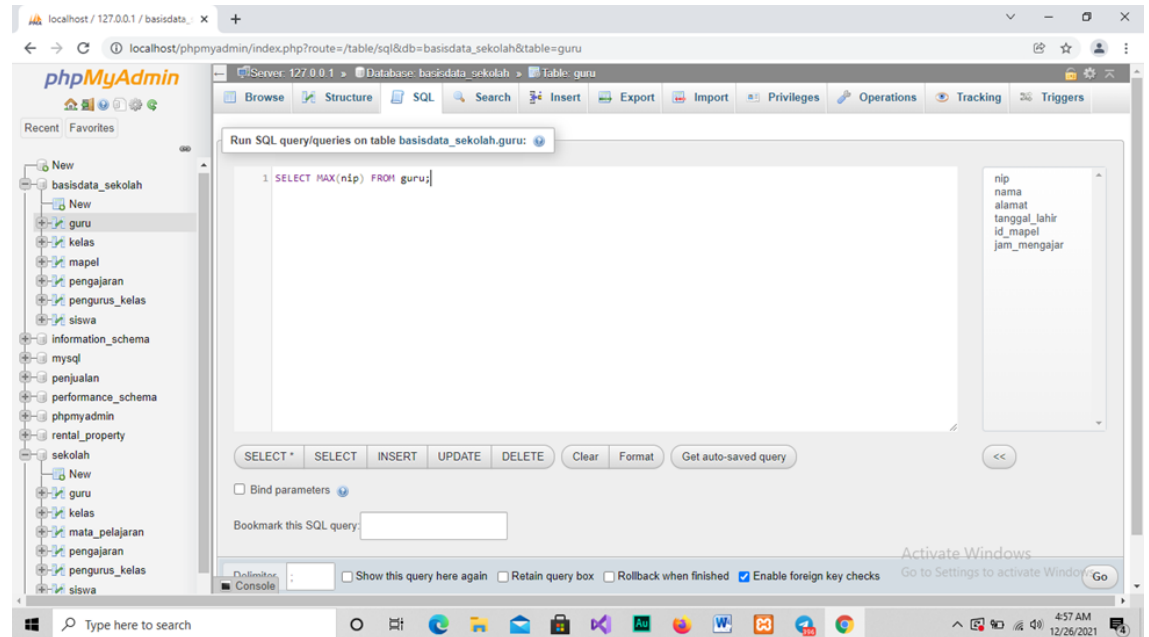 localhost / 127.0.0.1 / basisdata_
localhost/phpmyadmin/index.php?route=/table/sql&db=basisdata_sekolah&table=guru
phpMyAdmin
Recent Favorites
New
basisdata_sekolah
New
guru
kelas
mapel
pengajaran
pengurus_kelas
siswa
information_schema
mysql
penjualan
performance_schema
phpmyadmin
rental_property
sekolah
New
guru
kelas
mata_pelajaran
pengajaran
pengurus_kelas
siswa
Server: 127.0.0.1 » Database: basisdata_sekolah » Table: guru
Browse Structure SQL Search Insert Export Import Privileges Operations Tracking Triggers
Run SQL query/queries on table basisdata_sekolah.guru:
1 SELECT MAX(nip) FROM guru;
nip
nama
alamat
tanggal_lahir
id_mapel
jam_mengajar
SELECT * SELECT INSERT UPDATE DELETE Clear Format Get auto-saved query <<
Bind parameters
Bookmark this SQL query:
Delimiter ; Show this query here again Retain query box Rollback when finished Enable foreign key checks Go
Console
Activate Windows
Go to Settings to activate Windows
Type here to search
Au
W
4:57 AM
12/26/2021